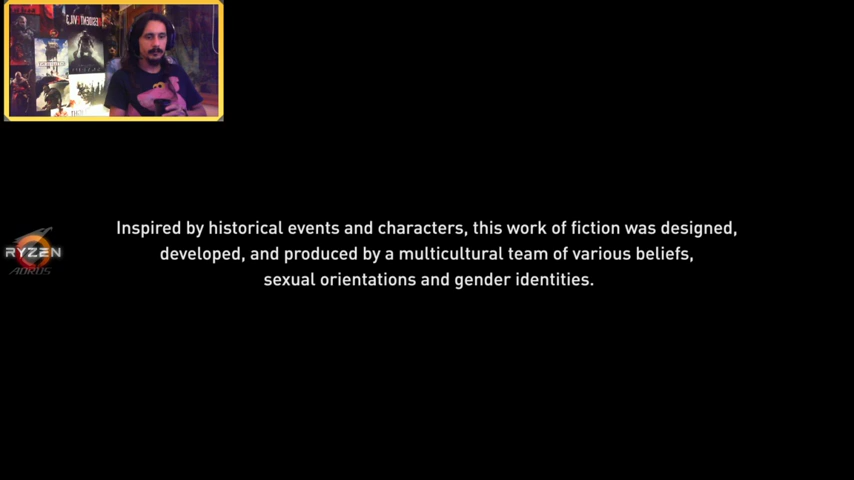 Inspired by historical events and characters, this work of fiction was designed,
developed, and produced by a multicultural team of various beliefs,
sexual orientations and gender identities.
RYZEN
AORUS